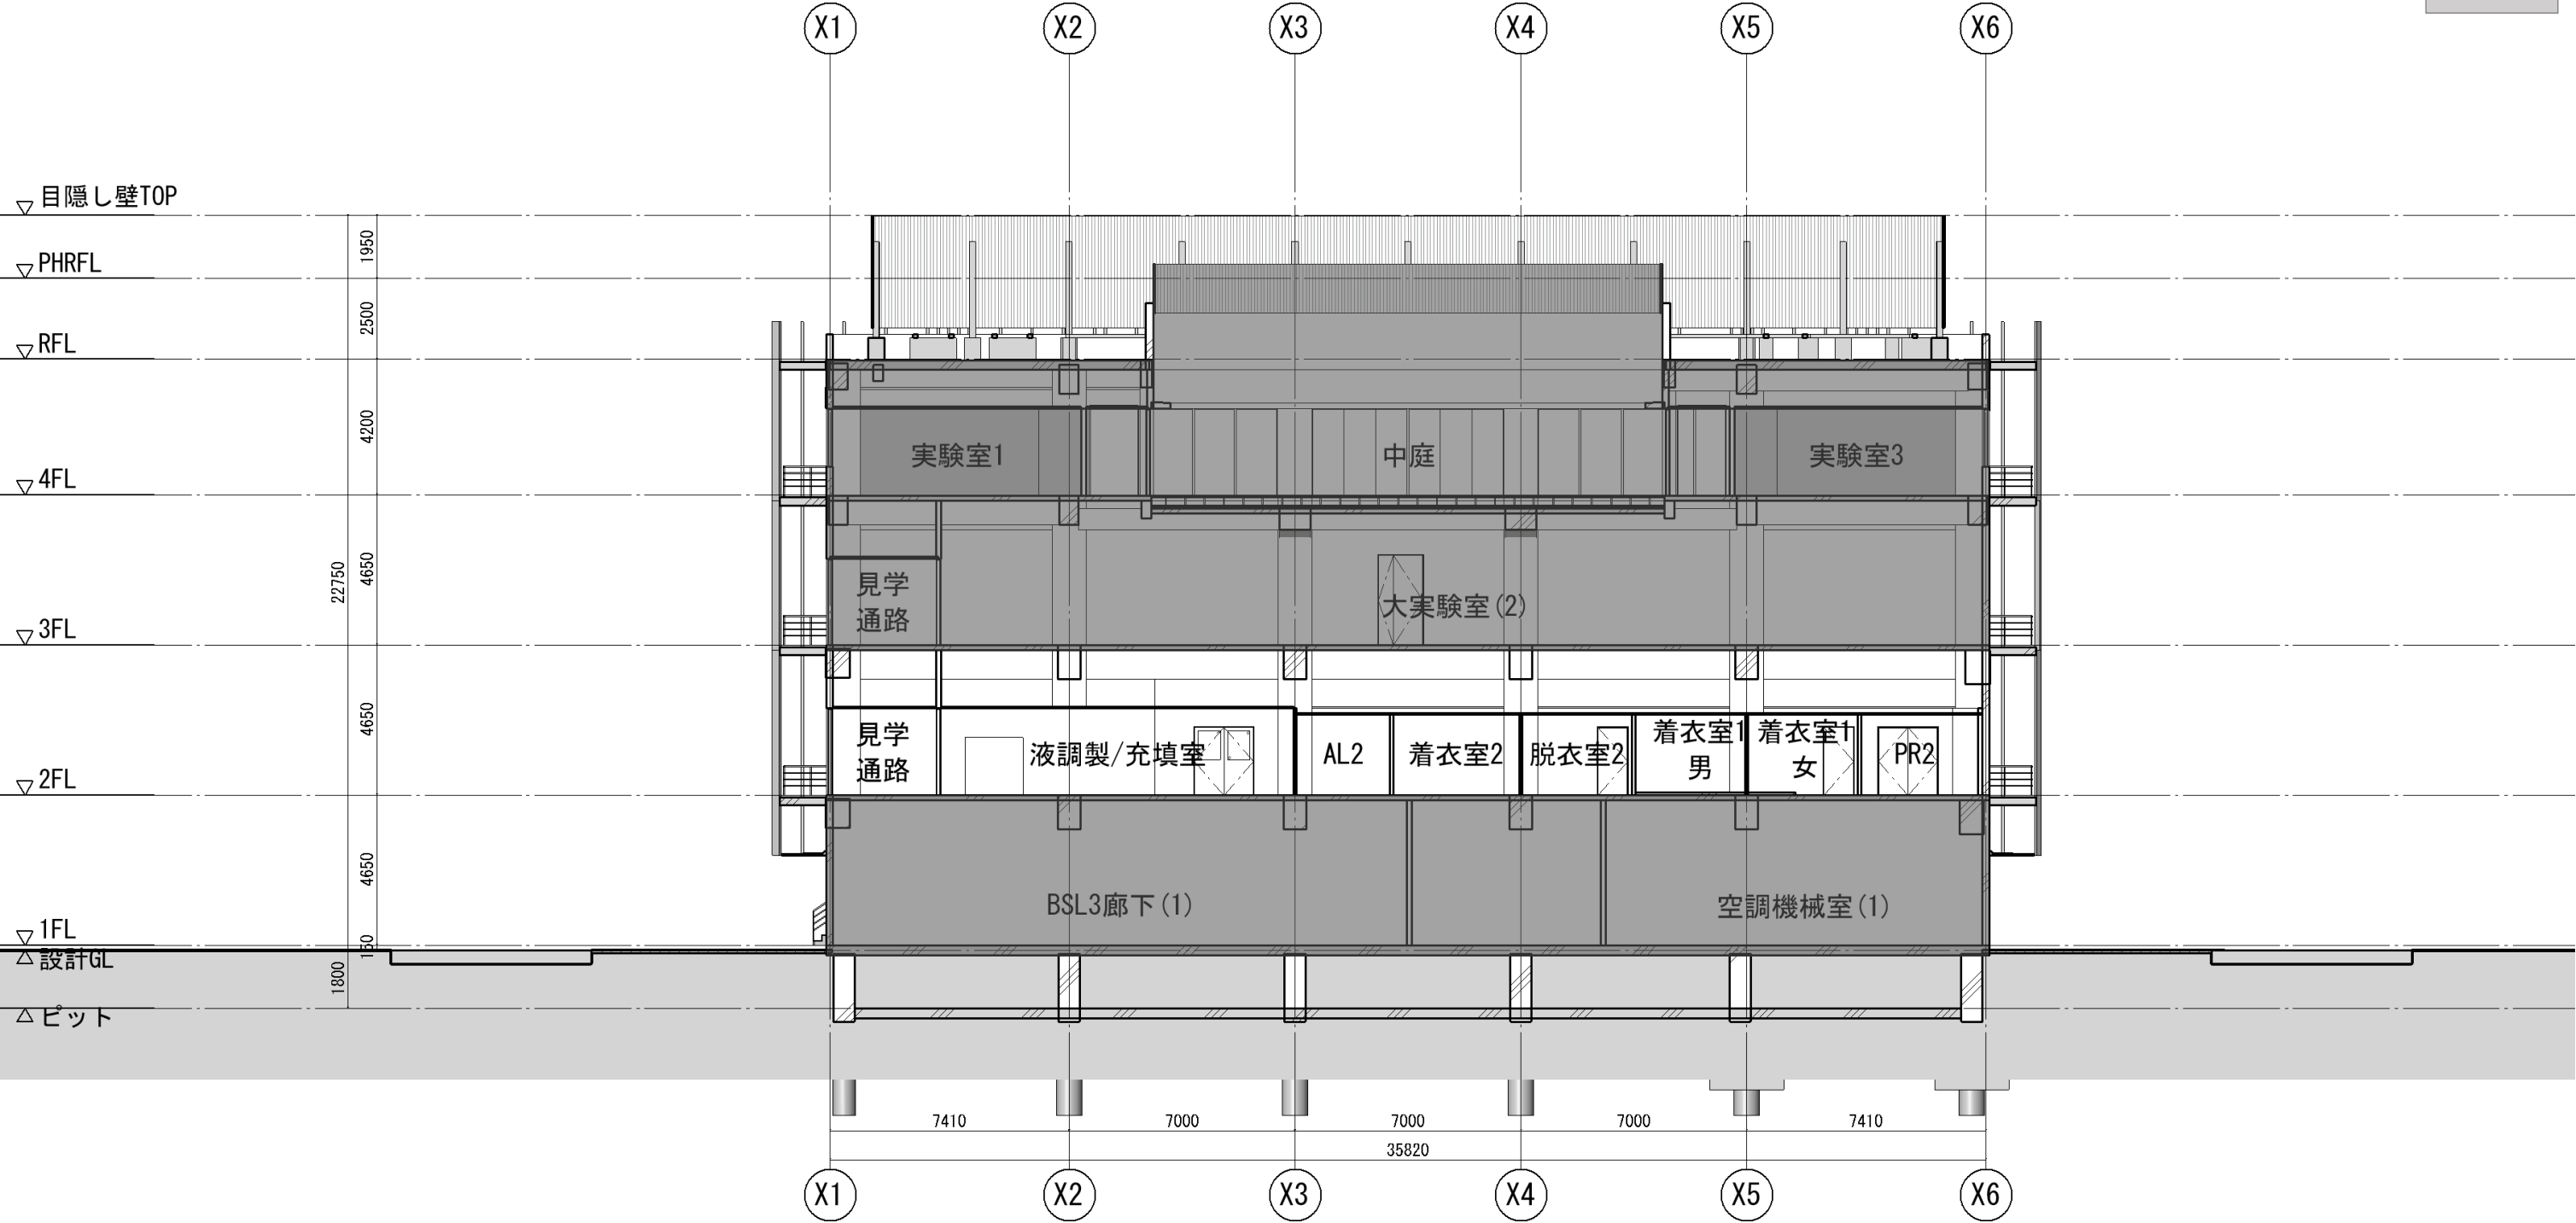 X1 X2 X3 X4 X5 X6
目隠し壁TOP
1950
PHRFL
2500
RFL
4200
実験室1 中庭 実験室3
4FL
4650
22750
見学
通路
大実験室(2)
3FL
4650
見学
通路
液調製/充填室
AL2
着衣室2
脱衣室2
着衣室1
男
着衣室1
女
PR2
2FL
4650
BSL3廊下(1) 空調機械室(1)
1FL
150
設計GL
1800
ピット
7410 7000 7000 7000 7410
35820
X1 X2 X3 X4 X5 X6